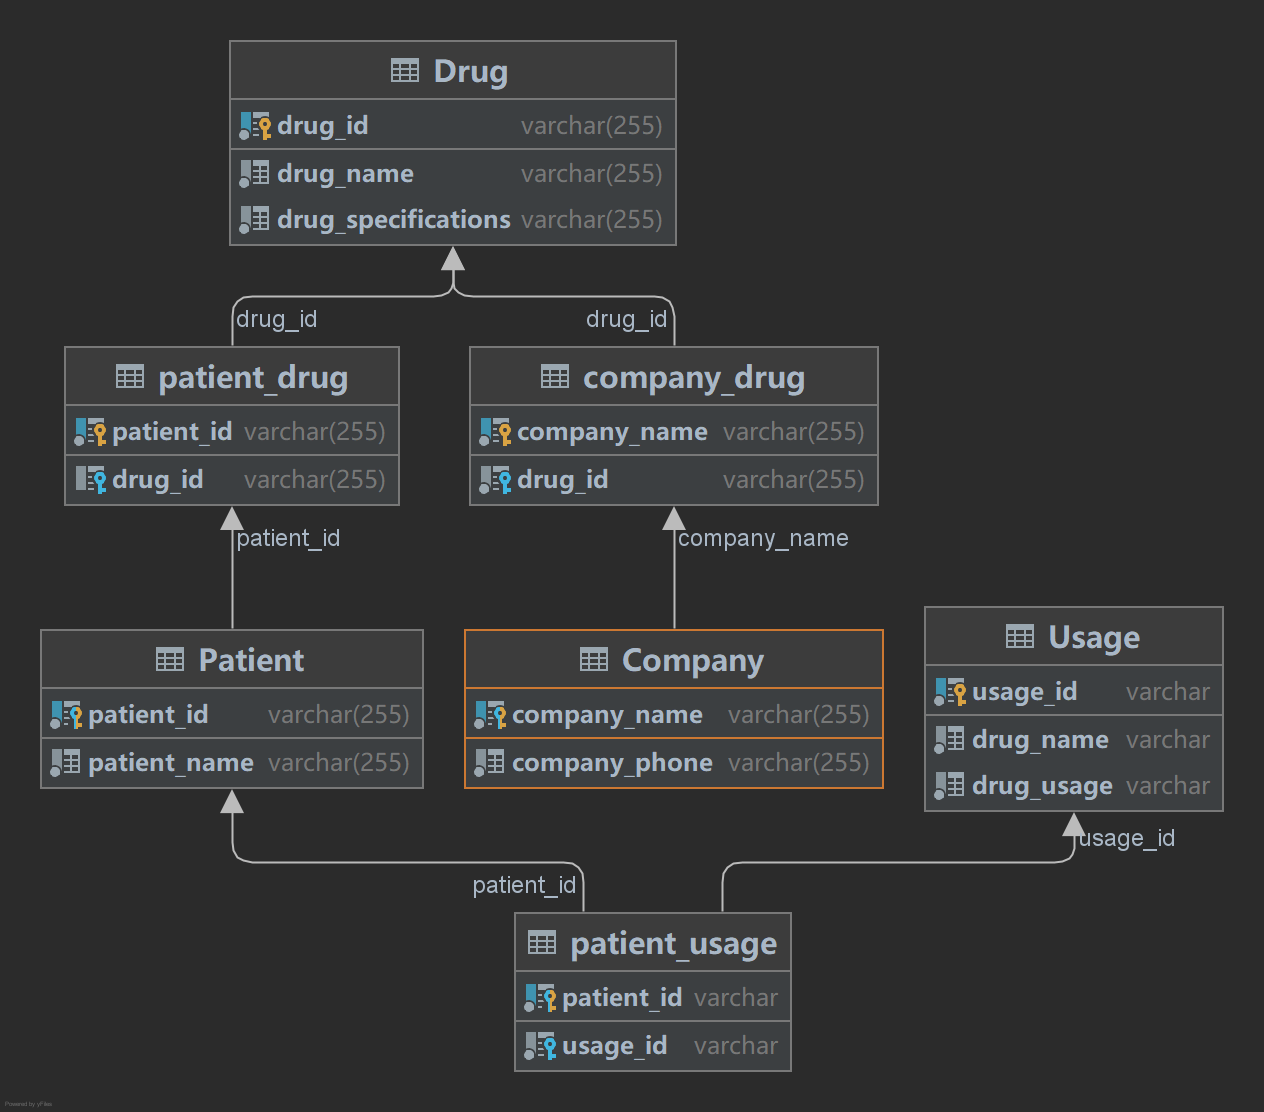 Drug
drug_id varchar(255)
drug_name varchar(255)
drug_specifications varchar(255)
drug_id
drug_id
patient_drug
patient_id varchar(255)
drug_id varchar(255)
company_drug
company_name varchar(255)
drug_id varchar(255)
patient_id
company_name
Patient
patient_id varchar(255)
patient_name varchar(255)
Company
company_name varchar(255)
company_phone varchar(255)
Usage
usage_id varchar
drug_name varchar
drug_usage varchar
usage_id
patient_id
patient_usage
patient_id varchar
usage_id varchar
Powered by yFiles